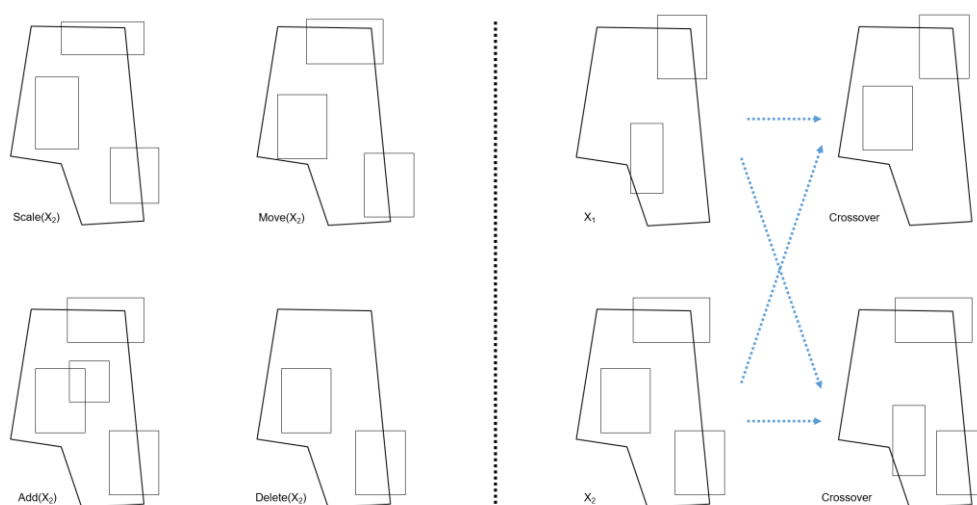 Scale(X₂)
Move(X₂)
X₁
Crossover
Add(X₂)
Delete(X₂)
X₂
Crossover